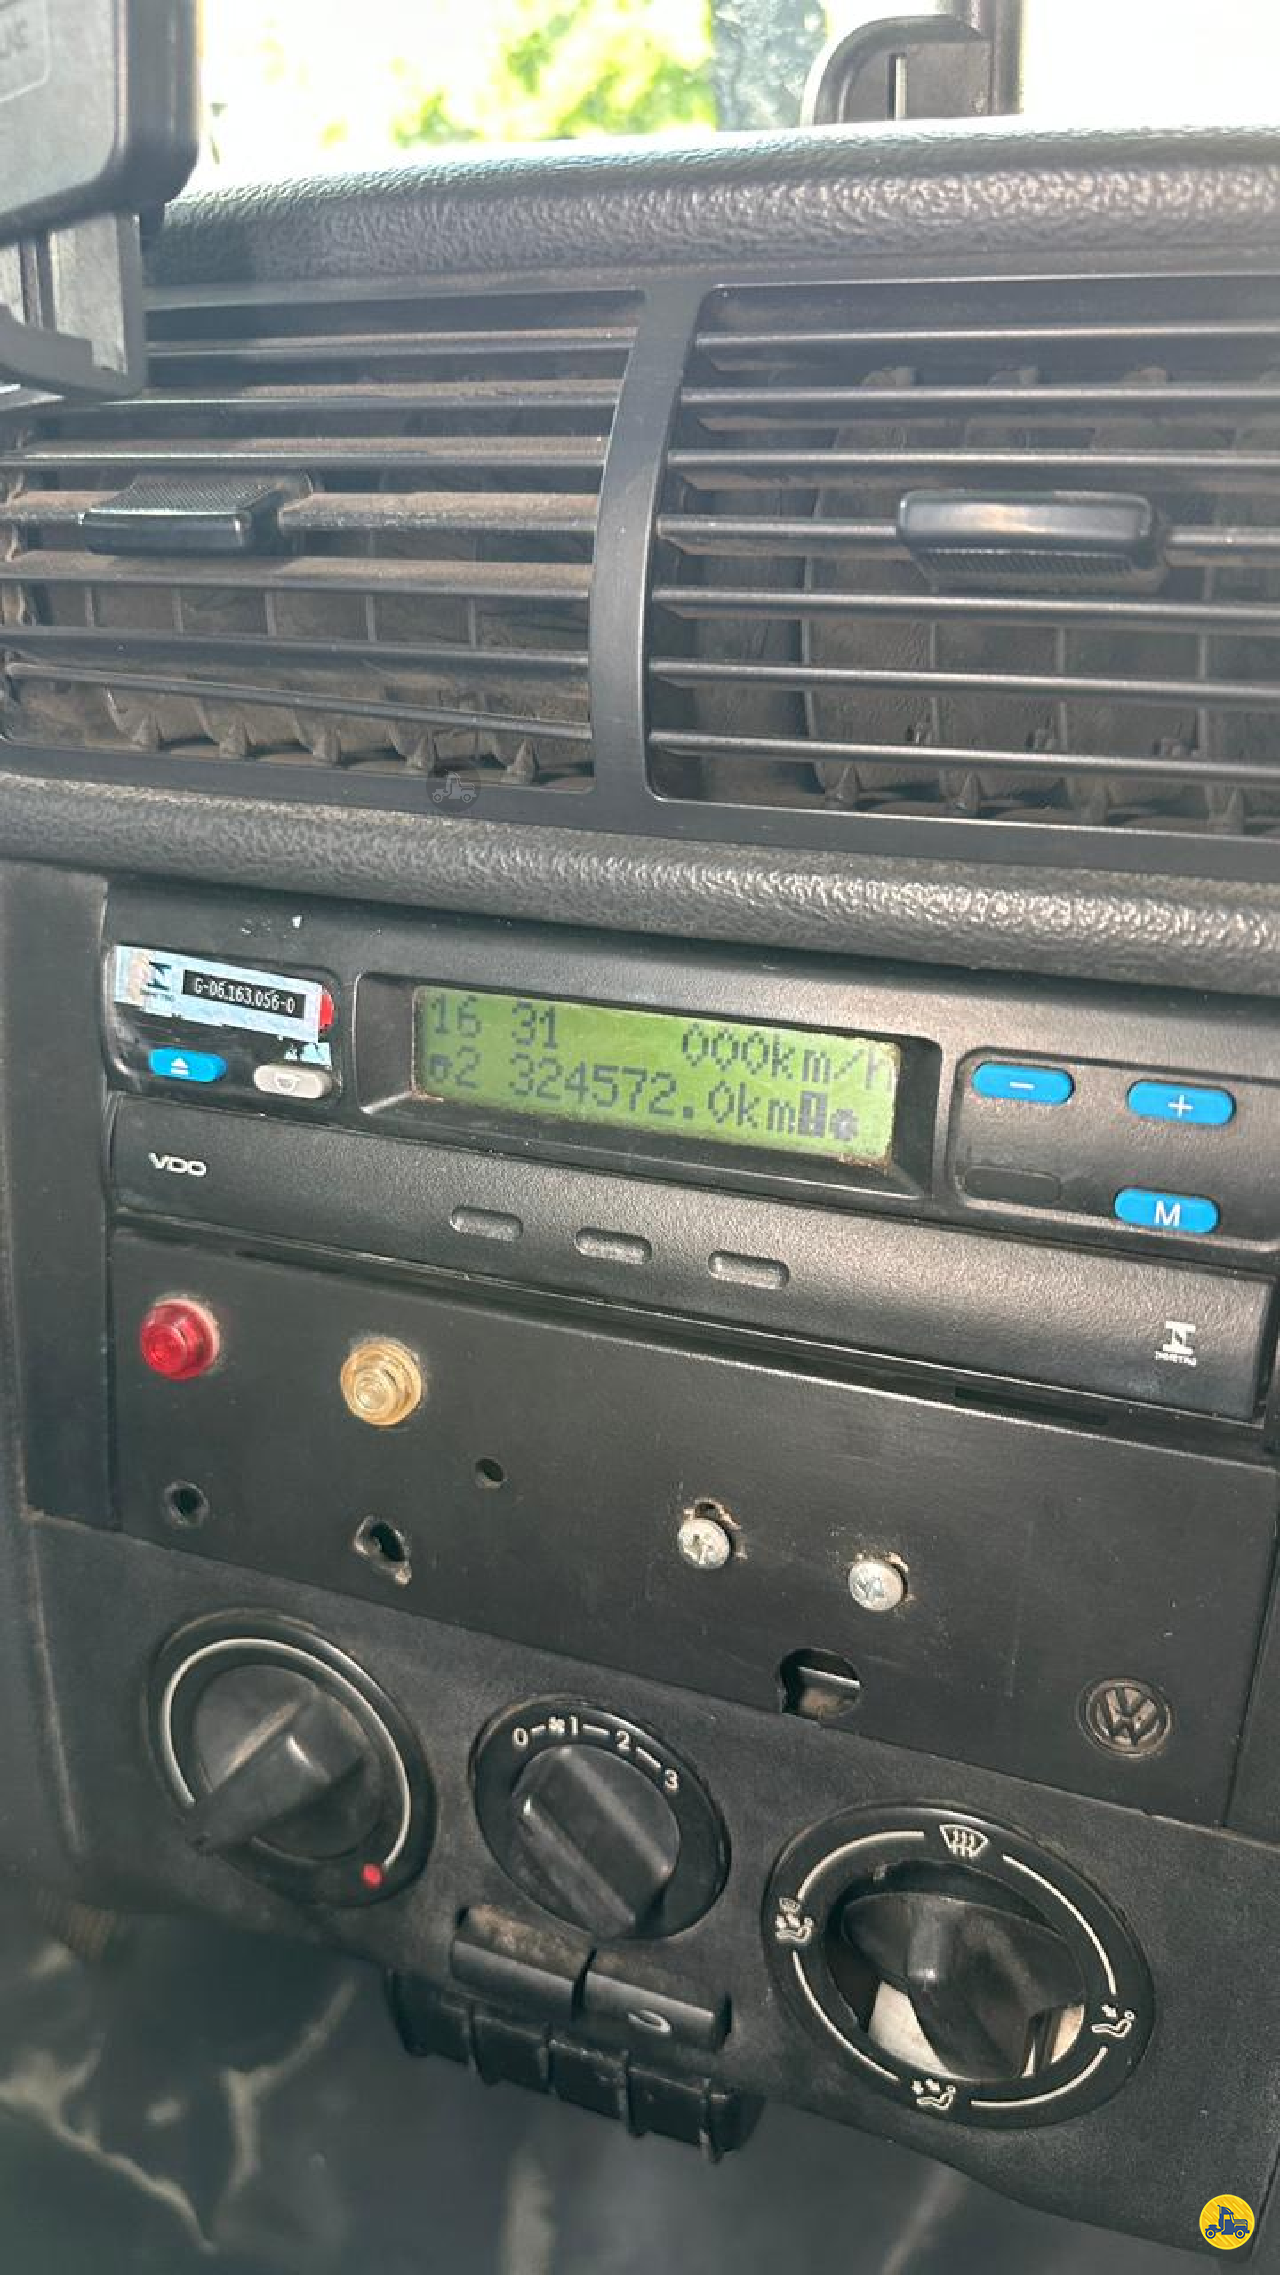 G-06.163.056-0
16 31 000km/h
2 324572.0km
- +
VDO
M
0 1 2 3